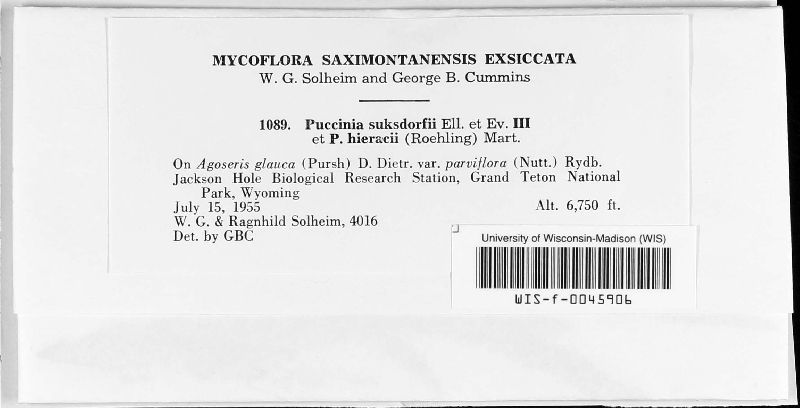 MYCOFLORA SAXIMONTANENSIS EXSICCATA
W. G. Solheim and George B. Cummins
1089. Puccinia suksdorfii Ell. et Ev. III
et P. hieracii (Roehling) Mart.
On Agoseris glauca (Pursh) D. Dietr. var. parviflora (Nutt.) Rydb.
Jackson Hole Biological Research Station, Grand Teton National
Park, Wyoming
July 15, 1955 Alt. 6,750 ft.
W. G. & Ragnhild Solheim, 4016
Det. by GBC
University of Wisconsin-Madison (WIS)
WIS-f-0045906